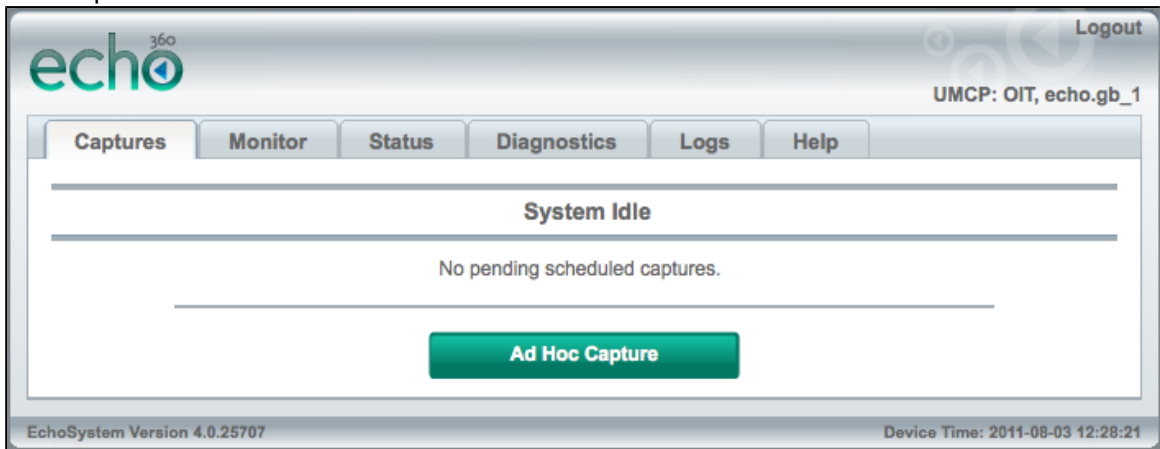 Logout
echo360
UMCP: OIT, echo.gb_1
Captures Monitor Status Diagnostics Logs Help
System Idle
No pending scheduled captures.
Ad Hoc Capture
EchoSystem Version 4.0.25707 Device Time: 2011-08-03 12:28:21